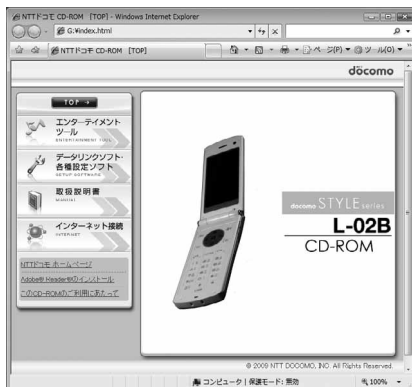 NTTドコモ CD-ROM [TOP] - Windows Internet Explorer
G:¥index.html
NTTドコモ CD-ROM [TOP]
ページ(P)
ツール(O)
döcomo
TOP →
エンターテイメント
ツール
ENTERTAINMENT TOOL
データリンクソフト・
各種設定ソフト
SETUP SOFTWARE
取扱説明書
MANUAL
インターネット接続
INTERNET
NTTドコモ ホームページ
Adobe® Reader®のインストール
このCD-ROMのご利用にあたって
docomo STYLE series
L-02B
CD-ROM
© 2009 NTT DOCOMO, INC. All Rights Reserved.
コンピュータ | 保護モード: 無効
100%